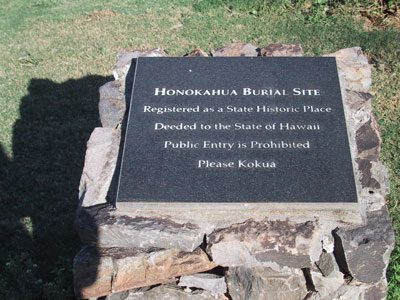 Honokahua Burial Site
Registered as a State Historic Place
Deeded to the State of Hawaii
Public Entry is Prohibited
Please Kokua